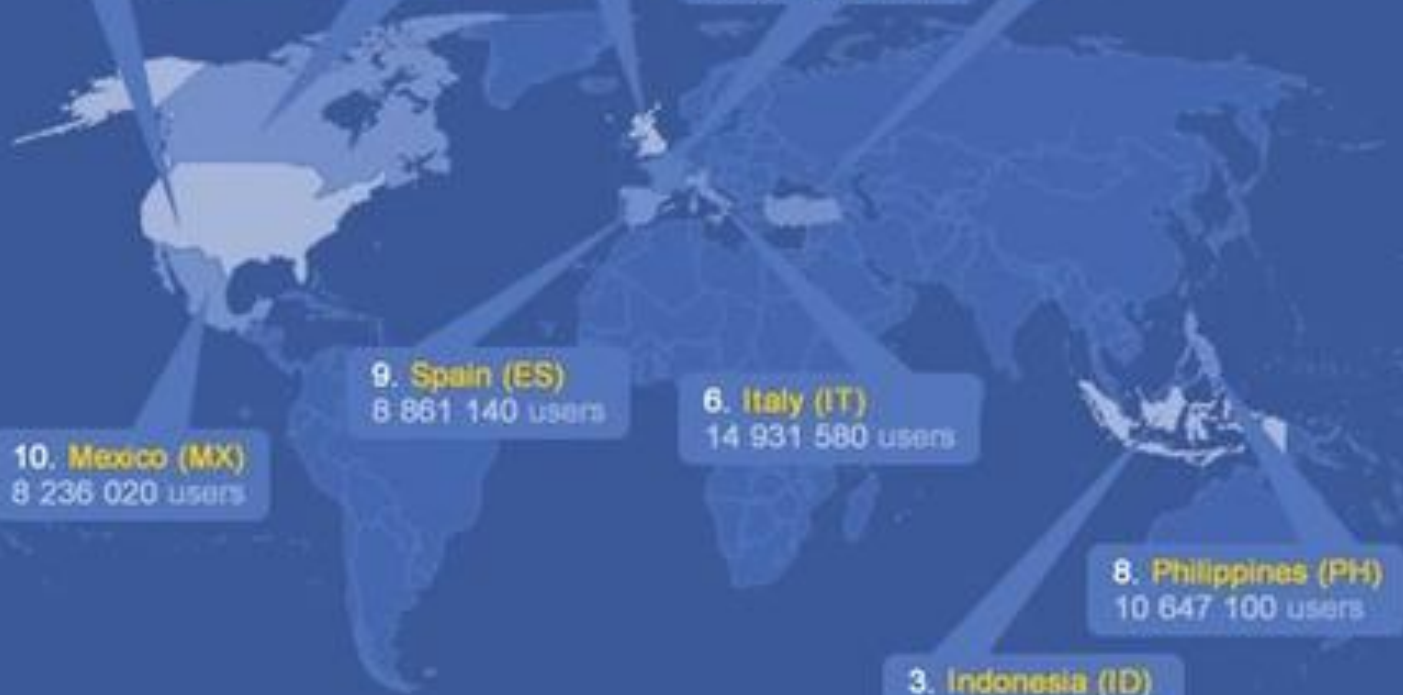 9. Spain (ES)
8 861 140 users
6. Italy (IT)
14 931 580 users
10. Mexico (MX)
8 236 020 users
8. Philippines (PH)
10 647 100 users
3. Indonesia (ID)